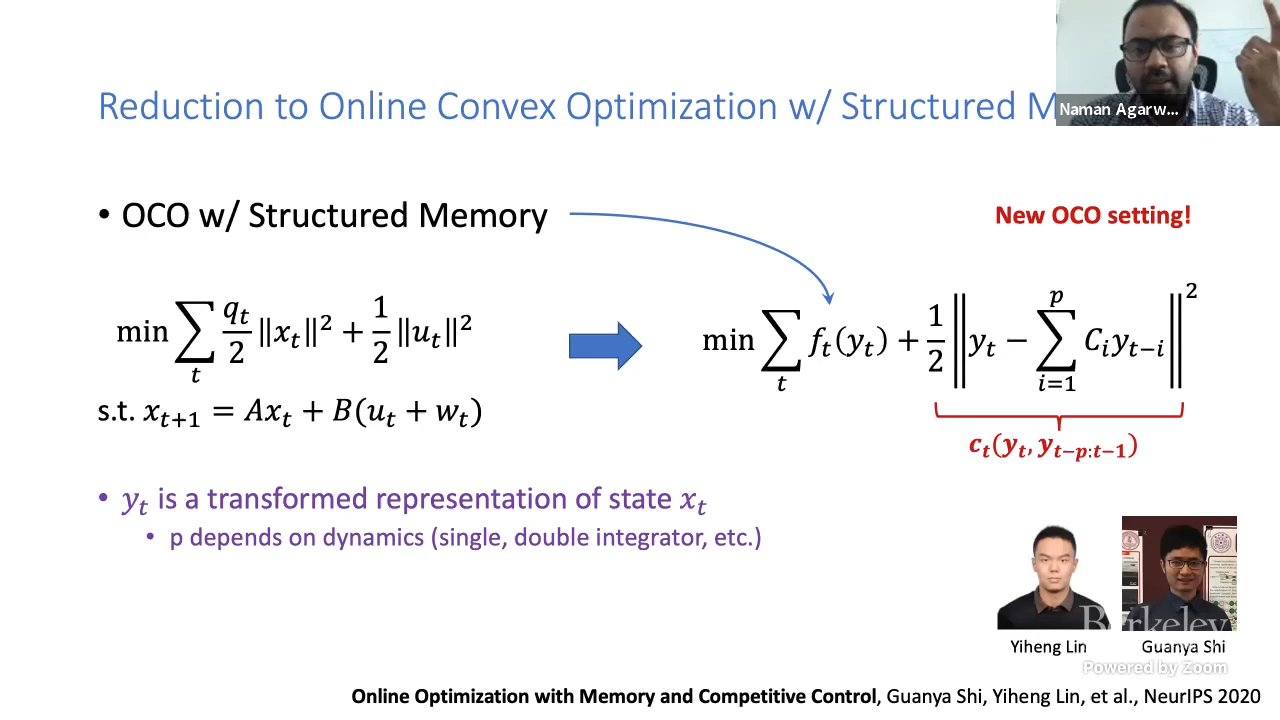 Reduction to Online Convex Optimization w/ Structured M
Naman Agarw...
• OCO w/ Structured Memory
New OCO setting!
min ∑_t q_t/2 ‖x_t‖² + 1/2 ‖u_t‖²
s.t. x_{t+1} = Ax_t + B(u_t + w_t)
min ∑_t f_t(y_t) + 1/2 ‖y_t − ∑_{i=1}^{p} C_i y_{t−i}‖²
c_t(y_t, y_{t−p:t−1})
• y_t is a transformed representation of state x_t
• p depends on dynamics (single, double integrator, etc.)
Berkeley
Yiheng Lin
Guanya Shi
Powered by Zoom
Online Optimization with Memory and Competitive Control, Guanya Shi, Yiheng Lin, et al., NeurIPS 2020